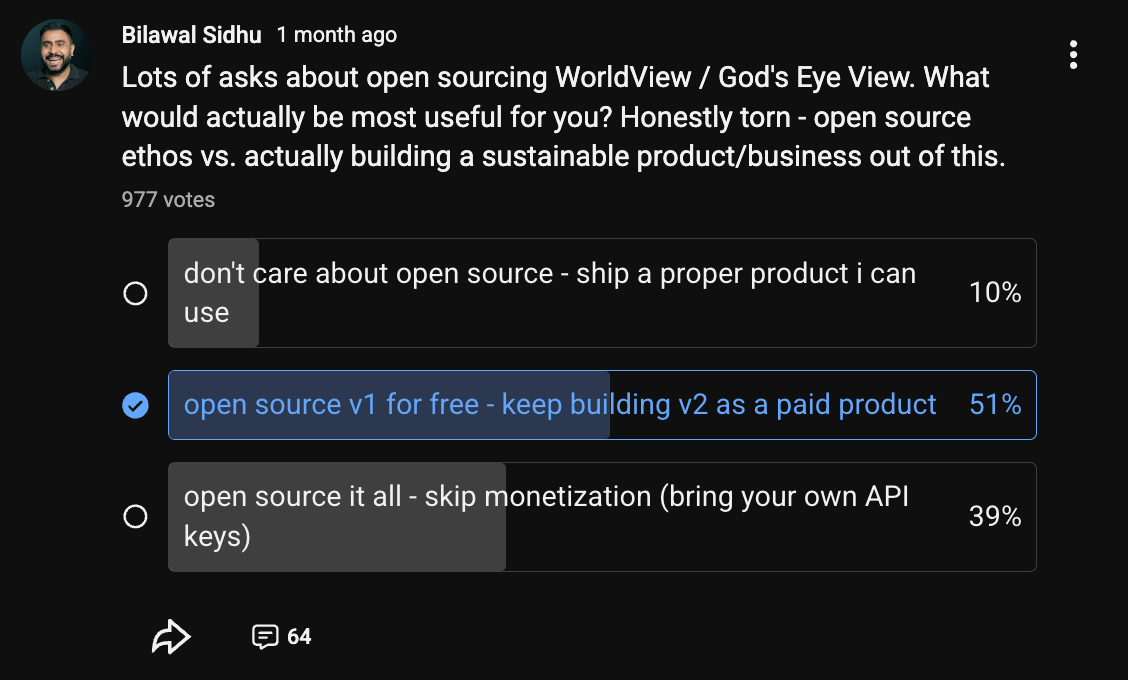 Bilawal Sidhu 1 month ago
Lots of asks about open sourcing WorldView / God's Eye View. What
would actually be most useful for you? Honestly torn - open source
ethos vs. actually building a sustainable product/business out of this.
977 votes
don't care about open source - ship a proper product i can
use
10%
open source v1 for free - keep building v2 as a paid product 51%
open source it all - skip monetization (bring your own API
keys)
39%
64